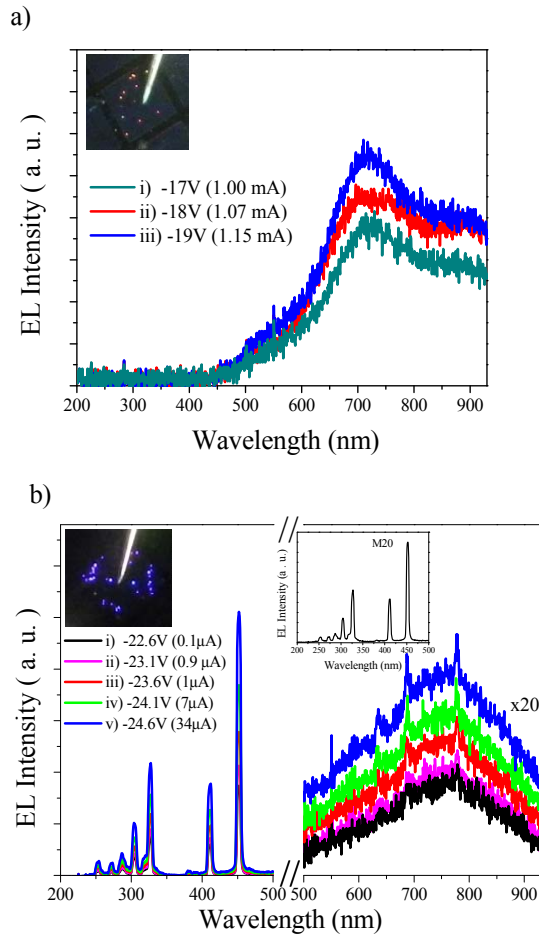 a)
EL Intensity ( a. u. )
i) -17V (1.00 mA)
ii) -18V (1.07 mA)
iii) -19V (1.15 mA)
200 300 400 500 600 700 800 900
Wavelength (nm)
b)
EL Intensity ( a. u. )
i) -22.6V (0.1μA)
ii) -23.1V (0.9 μA)
iii) -23.6V (1μA)
iv) -24.1V (7μA)
v) -24.6V (34μA)
EL Intensity (a . u.)
M20
200 250 300 350 400 450 500
Wavelength (nm)
x20
200 300 400 500 500 600 700 800 900
Wavelength (nm)